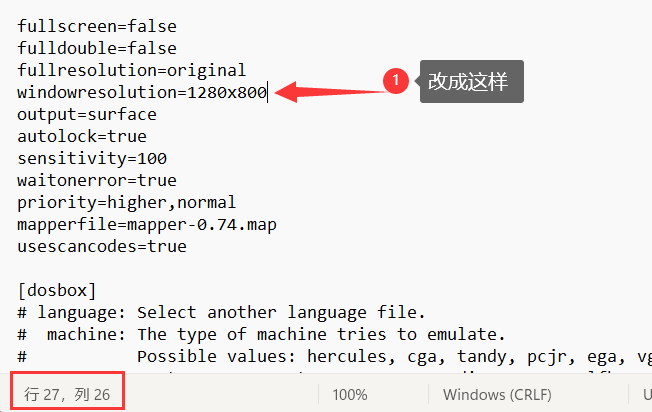 fullscreen=false
fulldouble=false
fullresolution=original
windowresolution=1280x800
1 改成这样
output=surface
autolock=true
sensitivity=100
waitonerror=true
priority=higher,normal
mapperfile=mapper-0.74.map
usescancodes=true
[dosbox]
# language: Select another language file.
#  machine: The type of machine tries to emulate.
#           Possible values: hercules, cga, tandy, pcjr, ega,
行 27，列 26
100%
Windows (CRLF)